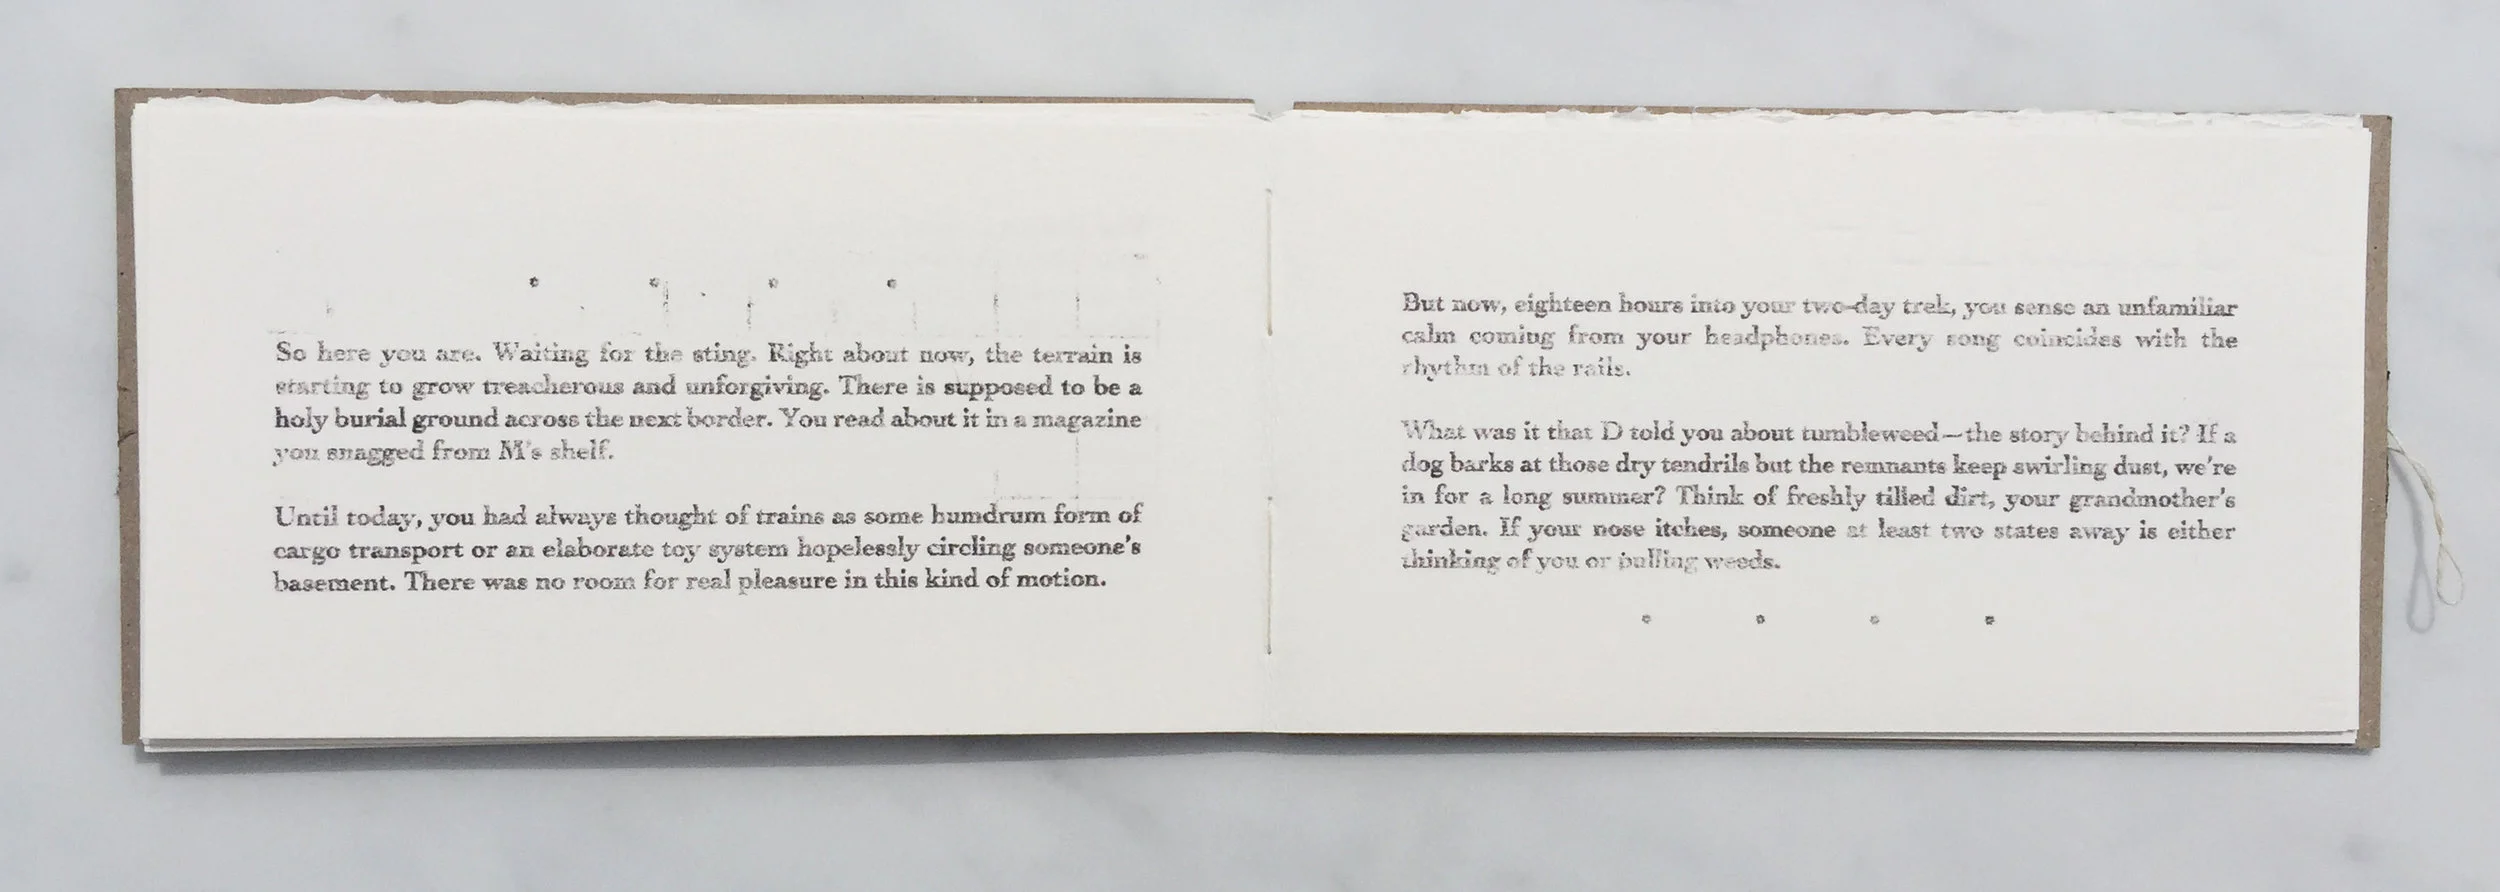 So here you are. Waiting for the sting. Right about now, the terrain is
starting to grow treacherous and unforgiving. There is supposed to be a
holy burial ground across the next border. You read about it in a magazine
you snagged from M's shelf.
Until today, you had always thought of trains as some humdrum form of
cargo transport or an elaborate toy system hopelessly circling someone's
basement. There was no room for real pleasure in this kind of motion.
But now, eighteen hours into your two-day trek, you sense an unfamiliar
calm coming from your headphones. Every song coincides with the
rhythm of the rails.
What was it that D told you about tumbleweed—the story behind it? If a
dog barks at those dry tendrils but the remnants keep swirling dust, we're
in for a long summer? Think of freshly tilled dirt, your grandmother's
garden. If your nose itches, someone at least two states away is either
thinking of you or pulling weeds.